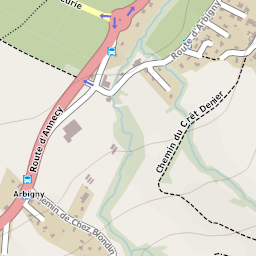 curie
Route d'Arbigny
Route d'Annecy
Chemin du Crêt Denier
Arbigny
Chemin de Chez Blondin